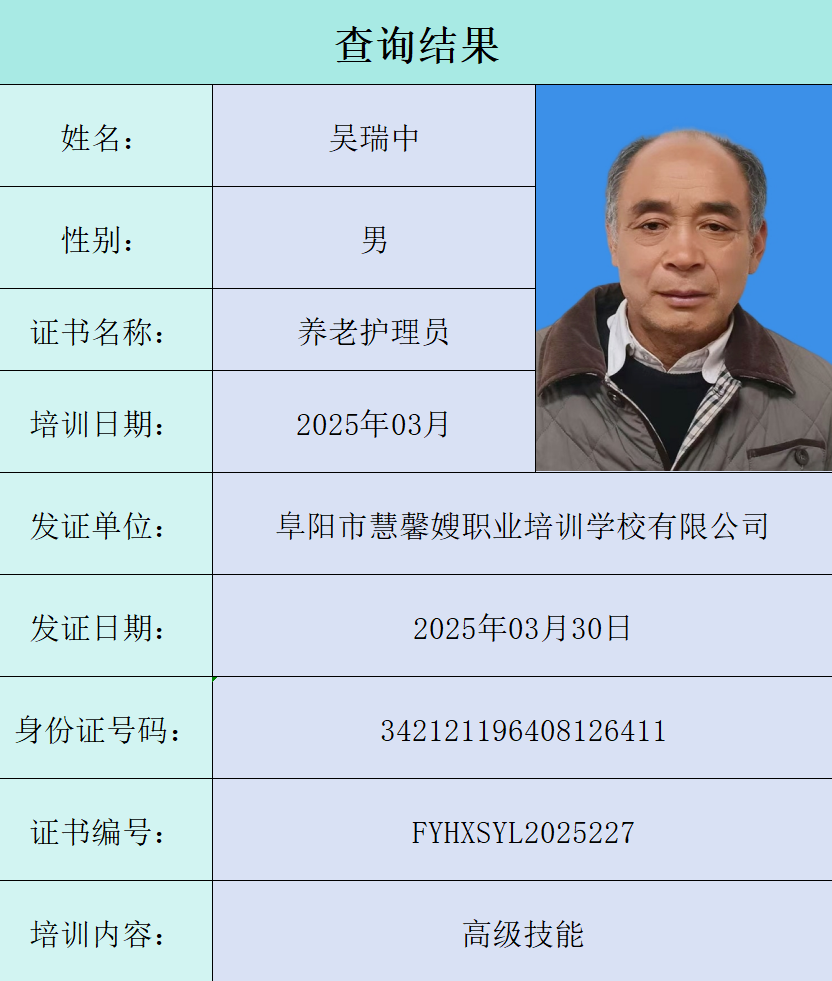 查询结果
姓名： 吴瑞中
性别： 男
证书名称： 养老护理员
培训日期： 2025年03月
发证单位： 阜阳市慧馨嫂职业培训学校有限公司
发证日期： 2025年03月30日
身份证号码： 342121196408126411
证书编号： FYHXSYL2025227
培训内容： 高级技能